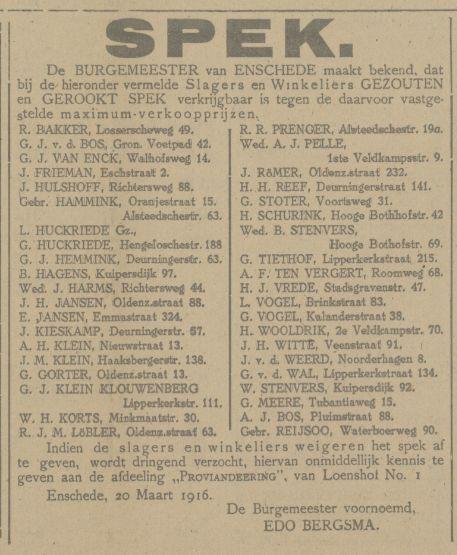 SPEK.
De BURGEMEESTER van ENSCHEDE maakt bekend, dat
bij de hieronder vermelde Slagers en Winkeliers GEZOUTEN
en GEROOKT SPEK verkrijgbaar is tegen de daarvoor vastge-
stelde maximum-verkoopprijzen.
R. BAKKER, Losserscheweg 49.
G. J. v. d. BOS, Gron. Voetpad 42.
G. J. VAN ENCK, Walhofsweg 14.
J. FRIEMAN, Eschstraat 2.
J. HULSHOFF, Richtersweg 88.
Gebr. HAMMINK, Oranjestraat 15.
Alsteedschestr. 63.
L. HUCKRIEDE Gz.,
G. HUCKRIEDE, Hengeloschestr. 188
G. J. HEMMINK, Deurningerstr. 63.
B. HAGENS, Kuipersdijk 97.
Wed. J. HARMS, Richtersweg 44.
J. H. JANSEN, Oldenz.straat 88.
E. JANSEN, Emmastraat 324.
J. KIESKAMP, Deurningerstr. 57.
A. H. KLEIN, Nieuwstraat 13.
J. M. KLEIN, Haaksbergerstr. 138.
G. GORTER, Oldenz.straat 13.
G. J. KLEIN KLOUWENBERG
Lipperkerkstr. 111.
W. H. KORTS, Minkmaatstr. 30.
R. J. M. LöBLER, Oldenz.straat 63.
R. R. PRENGER, Alsteedschestr. 19a.
Wed. A. J. PELLE,
1ste Veldkampsstr. 9.
J. RöMER, Oldenz.straat 232.
H. H. REEF, Deurningerstraat 141.
G. STOTER, Voortsweg 31.
H. SCHURINK, Hooge Bothhofstr. 42
Wed. B. STENVERS,
Hooge Bothofstr. 69.
G. TIETHOF, Lipperkerkstraat 215.
A. F. TEN VERGERT, Roomweg 68.
H. J. VREDE, Stadsgravenstr. 47.
L. VOGEL, Brinkstraat 83.
G. VOGEL, Kalanderstraat 38.
H. WOOLDRIK, 2e Veldkampstr. 70.
J. H. WITTE, Veenstraat 91.
J. v. d. WEERD, Noorderhagen 8.
G. v. d. WAL, Lipperkerkstraat 134.
W. STENVERS, Kuipersdijk 92.
G. MEERE, Tubantiaweg 15.
A. J. BOS, Pluimstraat 88.
Gebr. REIJSOO, Waterboerweg 90.
Indien de slagers en winkeliers weigeren het spek af
te geven, wordt dringend verzocht, hiervan onmiddellijk kennis te
geven aan de afdeeling „PROVIANDEERING", van Loenshof No. 1
Enschede, 20 Maart 1916.
De Burgemeester voornoemd,
EDO BERGSMA.